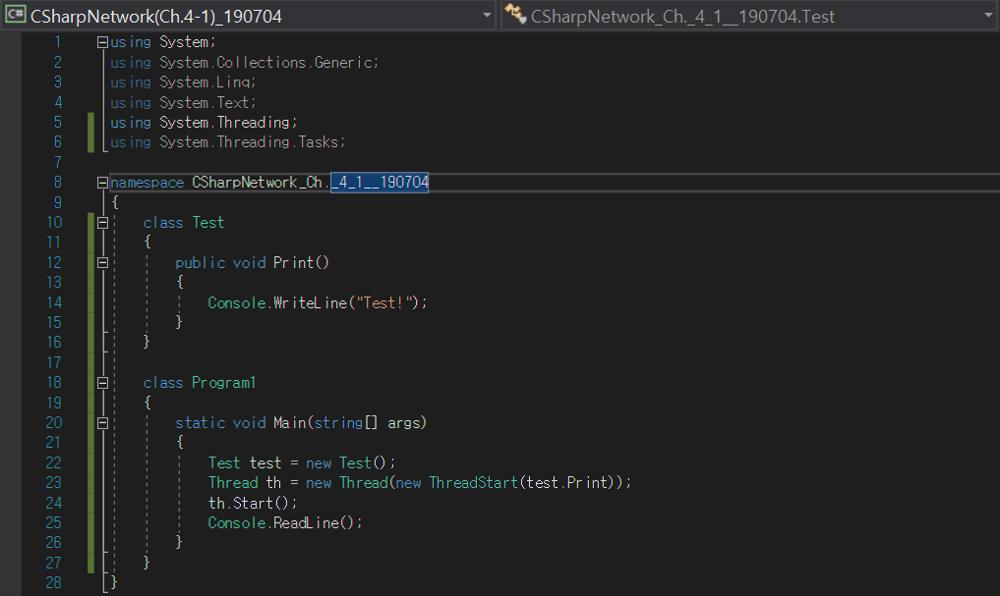 C# CSharpNetwork(Ch.4-1)_190704 CSharpNetwork_Ch._4_1__190704.Test
1 using System;
2 using System.Collections.Generic;
3 using System.Linq;
4 using System.Text;
5 using System.Threading;
6 using System.Threading.Tasks;
7
8 namespace CSharpNetwork_Ch._4_1__190704
9 {
10 class Test
11 {
12 public void Print()
13 {
14 Console.WriteLine("Test!");
15 }
16 }
17
18 class Program1
19 {
20 static void Main(string[] args)
21 {
22 Test test = new Test();
23 Thread th = new Thread(new ThreadStart(test.Print));
24 th.Start();
25 Console.ReadLine();
26 }
27 }
28 }